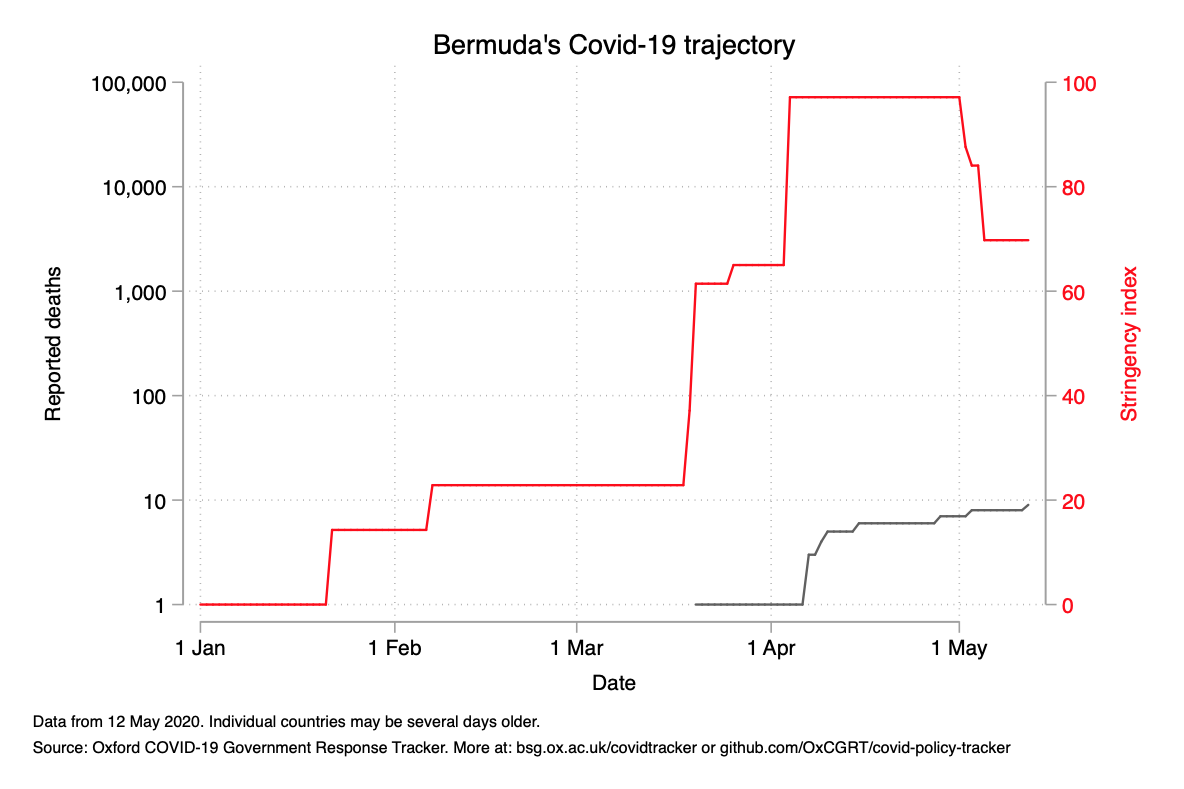 Bermuda's Covid-19 trajectory
100,000
10,000
1,000
100
10
1
Reported deaths
100
80
60
40
20
0
Stringency index
1 Jan
1 Feb
1 Mar
1 Apr
1 May
Date
Data from 12 May 2020. Individual countries may be several days older.
Source: Oxford COVID-19 Government Response Tracker. More at: bsg.ox.ac.uk/covidtracker or github.com/OxCGRT/covid-policy-tracker